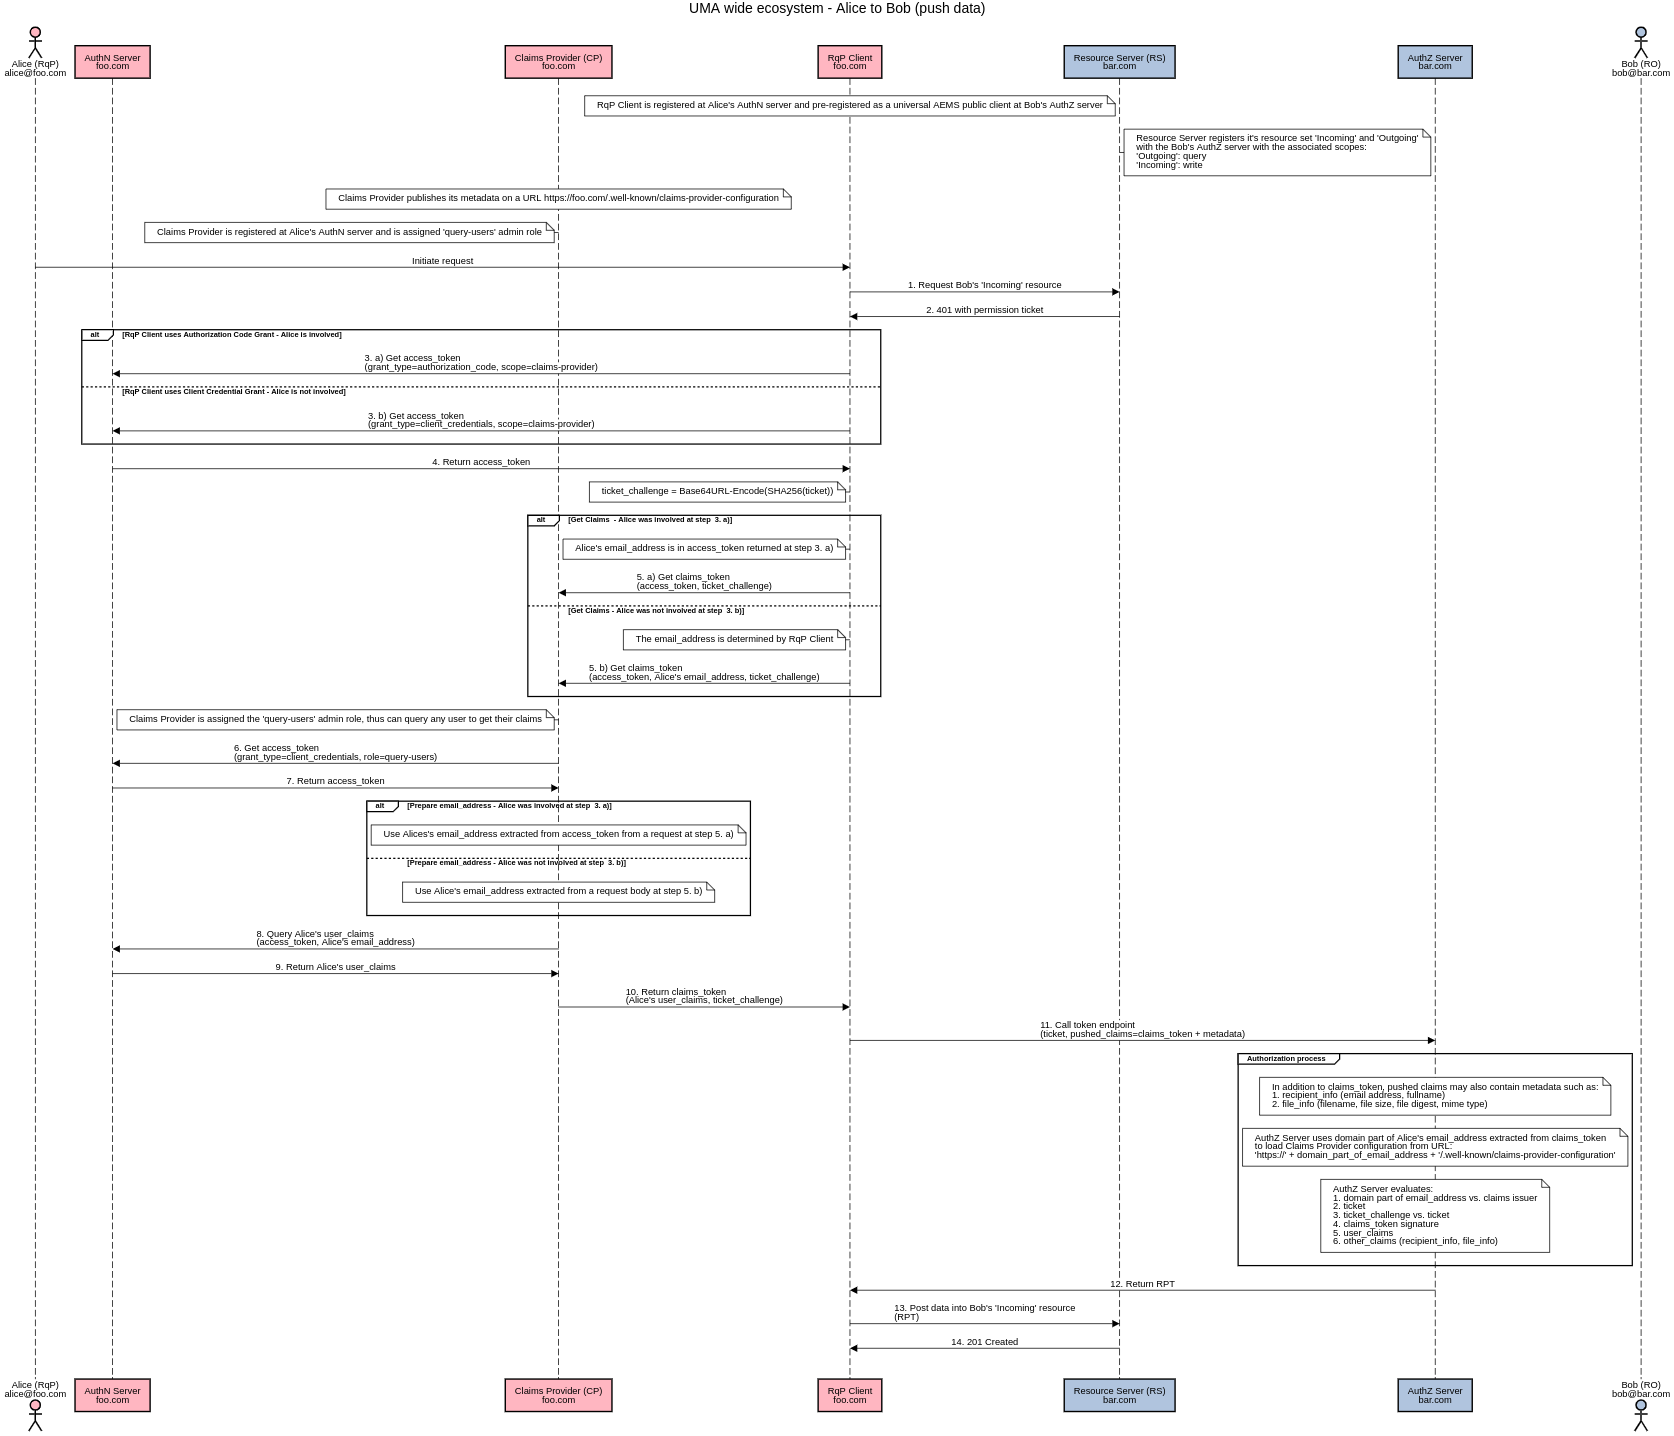 UMA wide ecosystem - Alice to Bob (push data)
Alice (RqP)
alice@foo.com
AuthN Server
foo.com
Claims Provider (CP)
foo.com
RqP Client
foo.com
Resource Server (RS)
bar.com
AuthZ Server
bar.com
Bob (RO)
bob@bar.com
RqP Client is registered at Alice's AuthN server and pre-registered as a universal AEMS public client at Bob's AuthZ server
Resource Server registers it's resource set 'Incoming' and 'Outgoing'
with the Bob's AuthZ server with the associated scopes:
'Outgoing': query
'Incoming': write
Claims Provider publishes its metadata on a URL https://foo.com/.well-known/claims-provider-configuration
Claims Provider is registered at Alice's AuthN server and is assigned 'query-users' admin role
Initiate request
1. Request Bob's 'Incoming' resource
2. 401 with permission ticket
alt
[RqP Client uses Authorization Code Grant - Alice is involved]
3. a) Get access_token
(grant_type=authorization_code, scope=claims-provider)
[RqP Client uses Client Credential Grant - Alice is not involved]
3. b) Get access_token
(grant_type=client_credentials, scope=claims-provider)
4. Return access_token
ticket_challenge = Base64URL-Encode(SHA256(ticket))
alt
[Get Claims  - Alice was involved at step  3. a)]
Alice's email_address is in access_token returned at step 3. a)
5. a) Get claims_token
(access_token, ticket_challenge)
[Get Claims - Alice was not involved at step  3. b)]
The email_address is determined by RqP Client
5. b) Get claims_token
(access_token, Alice's email_address, ticket_challenge)
Claims Provider is assigned the 'query-users' admin role, thus can query any user to get their claims
6. Get access_token
(grant_type=client_credentials, role=query-users)
7. Return access_token
alt
[Prepare email_address - Alice was involved at step  3. a)]
Use Alices's email_address extracted from access_token from a request at step 5. a)
[Prepare email_address - Alice was not involved at step  3. b)]
Use Alice's email_address extracted from a request body at step 5. b)
8. Query Alice's user_claims
(access_token, Alice's email_address)
9. Return Alice's user_claims
10. Return claims_token
(Alice's user_claims, ticket_challenge)
11. Call token endpoint
(ticket, pushed_claims=claims_token + metadata)
Authorization process
In addition to claims_token, pushed claims may also contain metadata such as:
1. recipient_info (email address, fullname)
2. file_info (filename, file size, file digest, mime type)
AuthZ Server uses domain part of Alice's email_address extracted from claims_token
to load Claims Provider configuration from URL:
'https://' + domain_part_of_email_address + '/.well-known/claims-provider-configuration'
AuthZ Server evaluates:
1. domain part of email_address vs. claims issuer
2. ticket
3. ticket_challenge vs. ticket
4. claims_token signature
5. user_claims
6. other_claims (recipient_info, file_info)
12. Return RPT
13. Post data into Bob's 'Incoming' resource
(RPT)
14. 201 Created
Alice (RqP)
alice@foo.com
AuthN Server
foo.com
Claims Provider (CP)
foo.com
RqP Client
foo.com
Resource Server (RS)
bar.com
AuthZ Server
bar.com
Bob (RO)
bob@bar.com